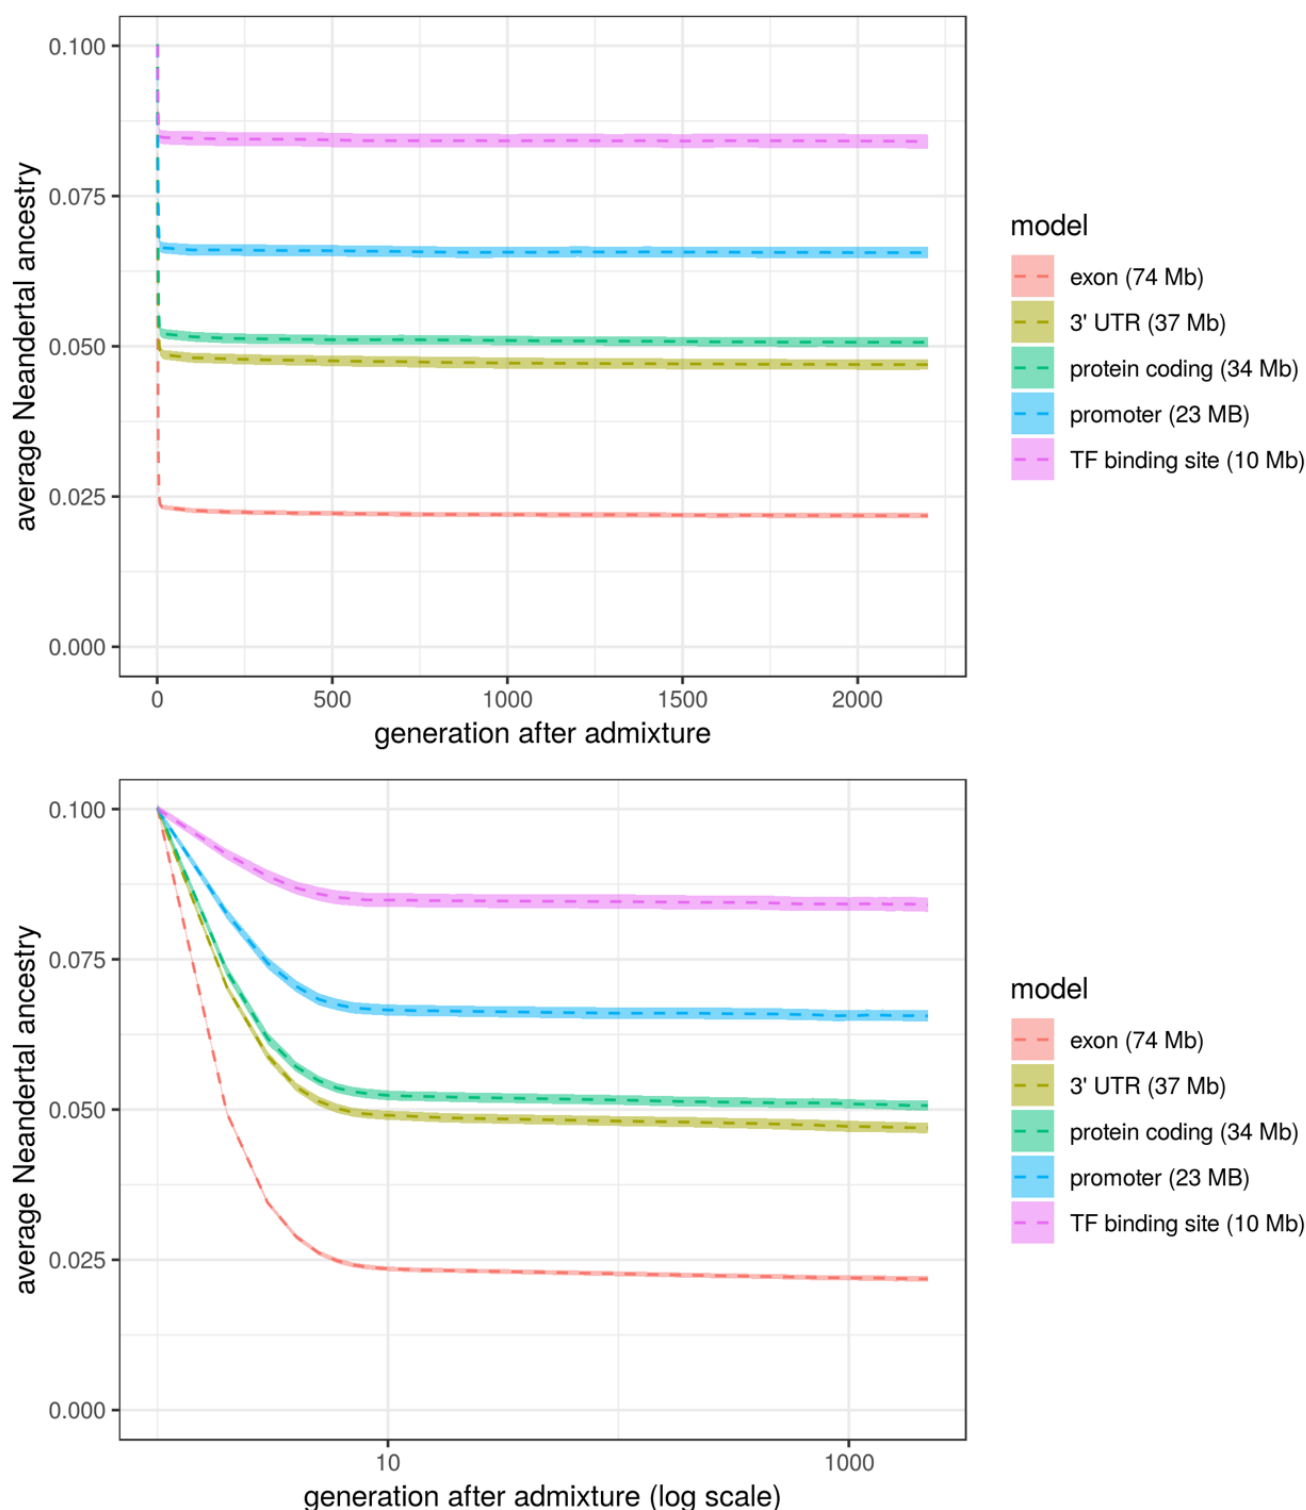 0.100
0.075
0.050
0.025
0.000
average Neandertal ancestry
0
500
1000
1500
2000
generation after admixture
model
exon (74 Mb)
3' UTR (37 Mb)
protein coding (34 Mb)
promoter (23 MB)
TF binding site (10 Mb)
0.100
0.075
0.050
0.025
0.000
average Neandertal ancestry
10
1000
generation after admixture (log scale)
model
exon (74 Mb)
3' UTR (37 Mb)
protein coding (34 Mb)
promoter (23 MB)
TF binding site (10 Mb)